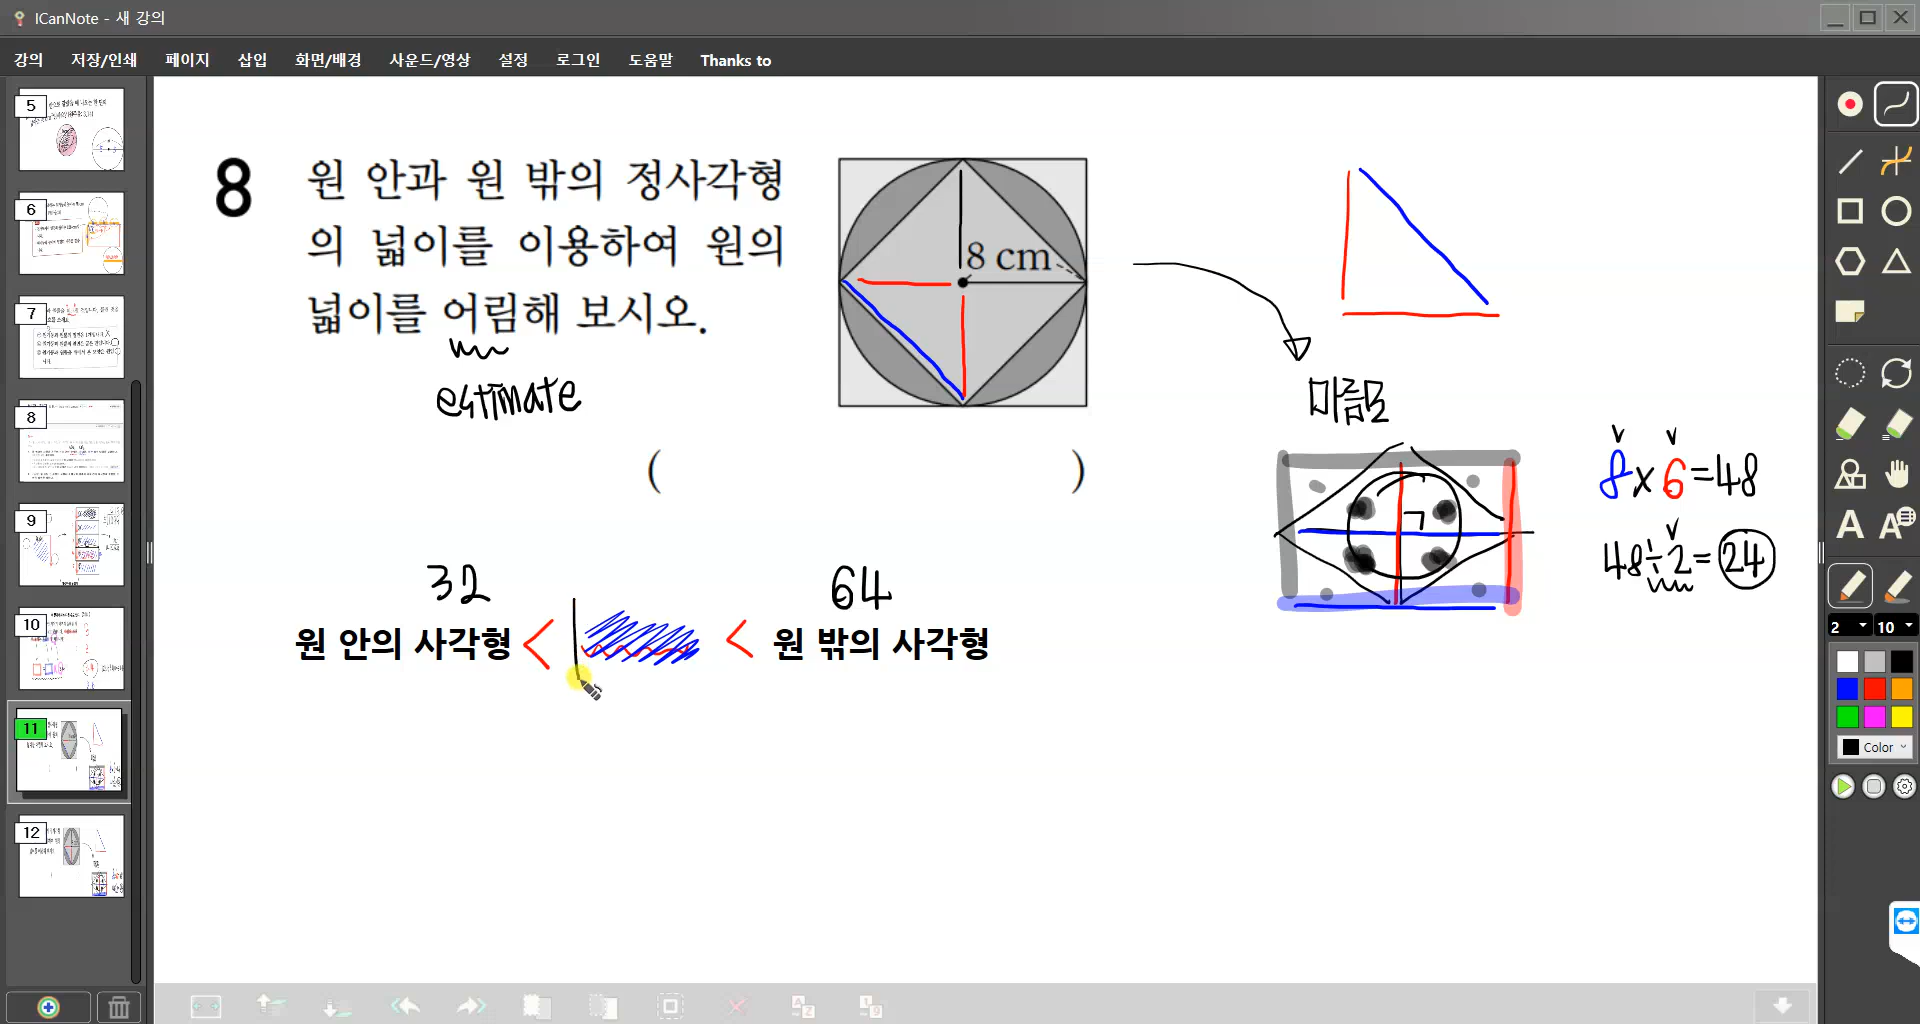 ICanNote - 새 강의
강의 저장/인쇄 페이지 삽입 화면/배경 사운드/영상 설정 로그인 도움말 Thanks to
5
6
7
8
9
10
11
12
8 원 안과 원 밖의 정사각형
의 넓이를 이용하여 원의
넓이를 어림해 보시오.
estimate
8 cm
( )
마름모
ㄱ
8×6=48
48÷2=24
32
64
원 안의 사각형 < < 원 밖의 사각형
A A
2 10
Color